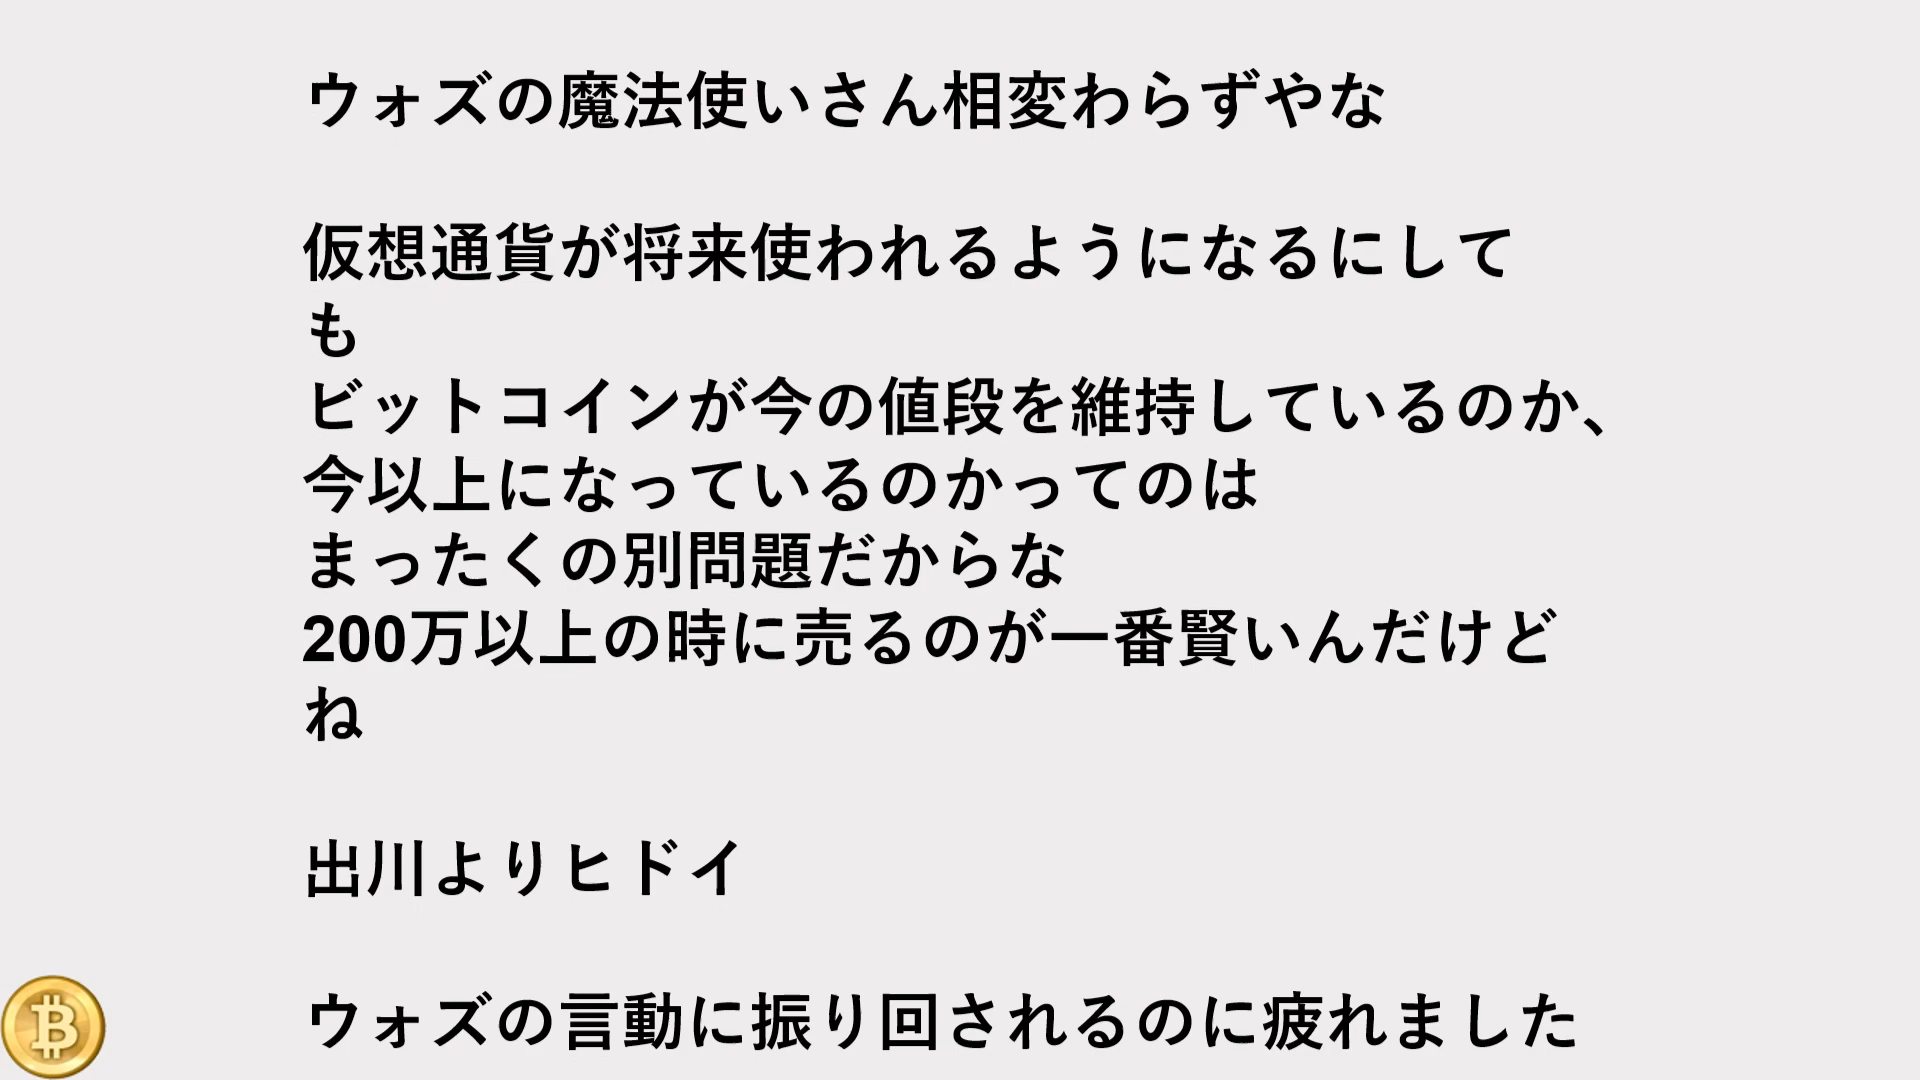 ウォズの魔法使いさん相変わらずやな
仮想通貨が将来使われるようになるにして
も
ビットコインが今の値段を維持しているのか、
今以上になっているのかってのは
まったくの別問題だからな
200万以上の時に売るのが一番賢いんだけど
ね
出川よりヒドイ
ウォズの言動に振り回されるのに疲れました